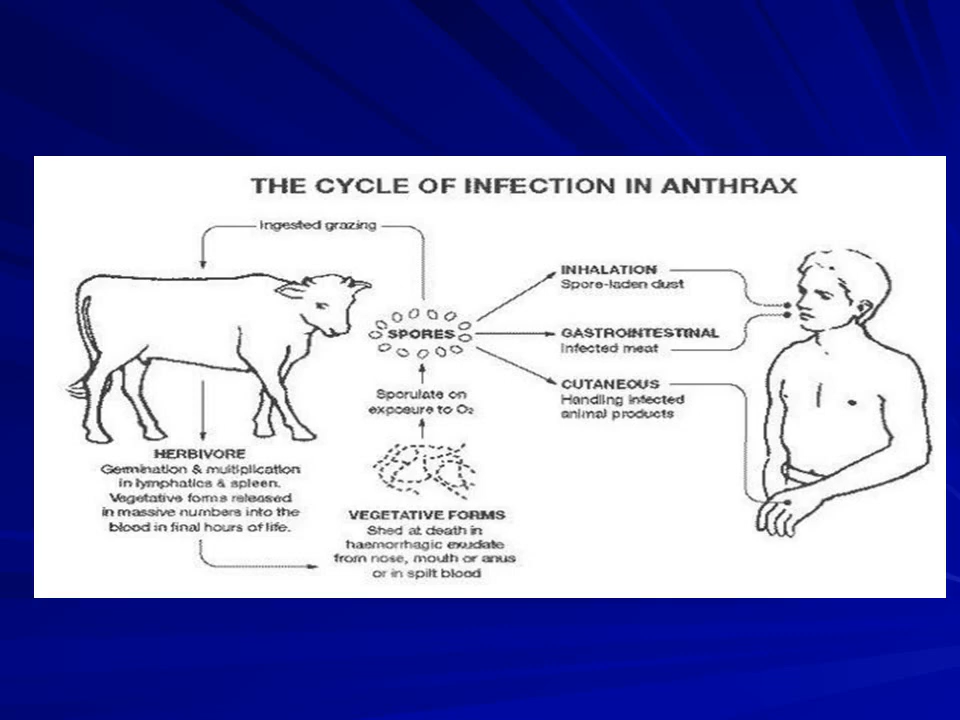 THE CYCLE OF INFECTION IN ANTHRAX
Ingested grazing
SPORES
INHALATION
Spore-laden dust
GASTROINTESTINAL
Infected meat
CUTANEOUS
Handling infected
animal products
Sporulate on
exposure to O₂
HERBIVORE
Germination & multiplication
in lymphatics & spleen.
Vegetative forms released
in massive numbers into the
blood in final hours of life.
VEGETATIVE FORMS
Shed at death in
haemorrhagic exudate
from nose, mouth or anus
or in spilt blood